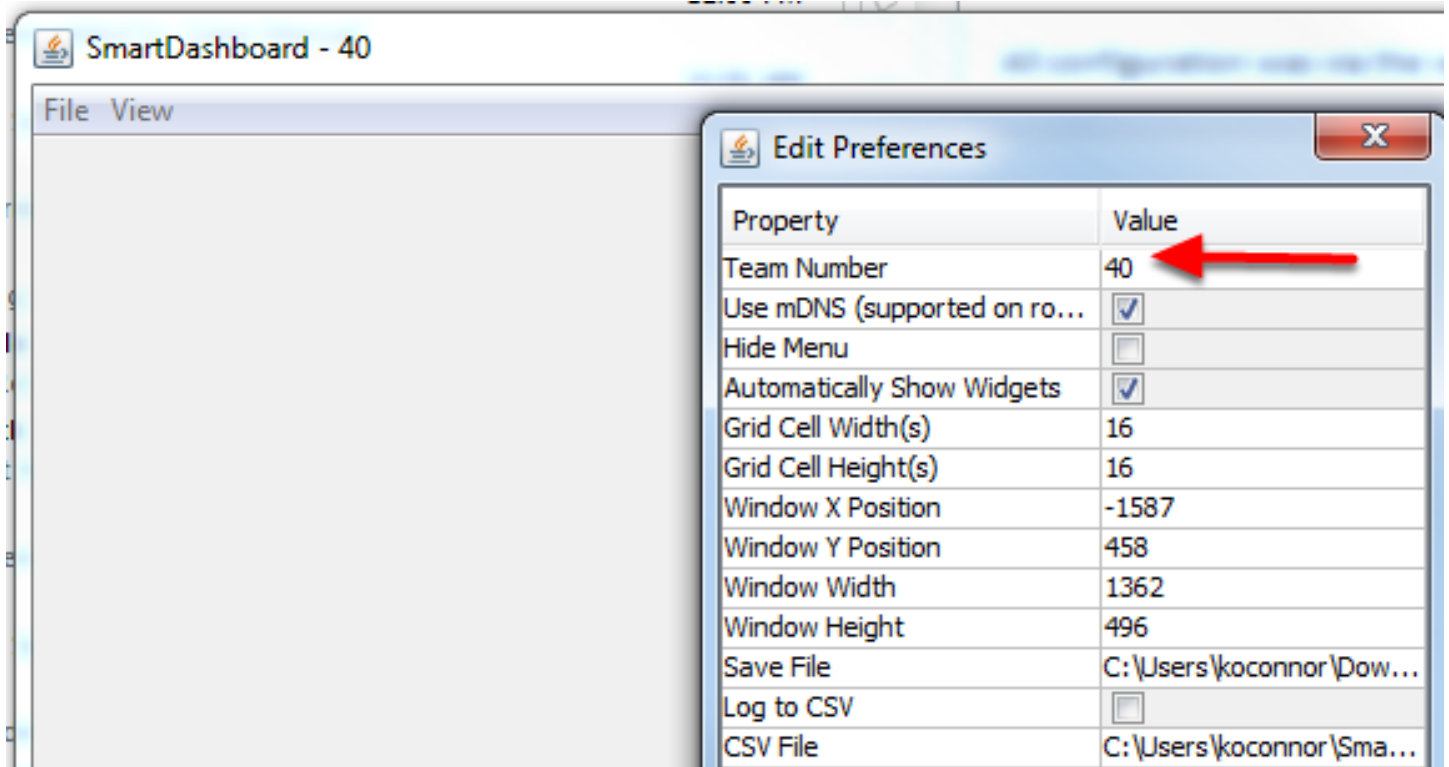 SmartDashboard - 40
File View
Edit Preferences
Property Value
Team Number 40
Use mDNS (supported on ro...
Hide Menu
Automatically Show Widgets
Grid Cell Width(s) 16
Grid Cell Height(s) 16
Window X Position -1587
Window Y Position 458
Window Width 1362
Window Height 496
Save File C:\Users\koconnor\Dow...
Log to CSV
CSV File C:\Users\koconnor\Sma...